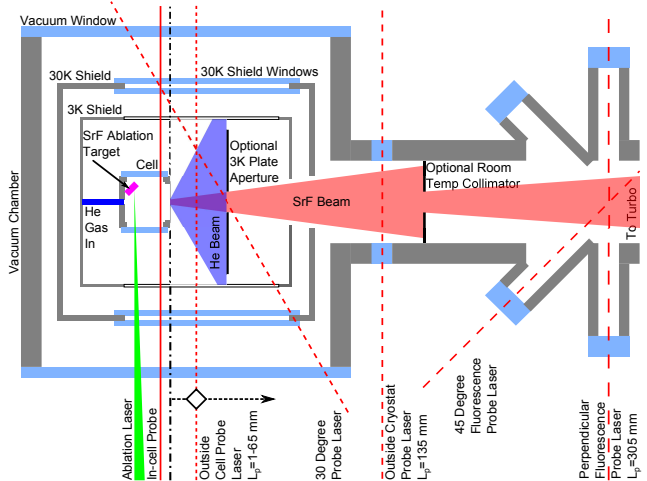 Vacuum Window
30K Shield
30K Shield Windows
3K Shield
SrF Ablation
Target
Cell
Optional
3K Plate
Aperture
Optional Room
Temp Collimator
SrF Beam
He
Gas
In
He Beam
To Turbo
Vacuum Chamber
Ablation Laser
In-cell Probe
Outside
Cell Probe
Laser
Lp=1-65 mm
30 Degree
Probe Laser
Outside Cryostat
Probe Laser
Lp=135 mm
45 Degree
Fluorescence
Probe Laser
Perpendicular
Fluorescence
Probe Laser
Lp=305 mm